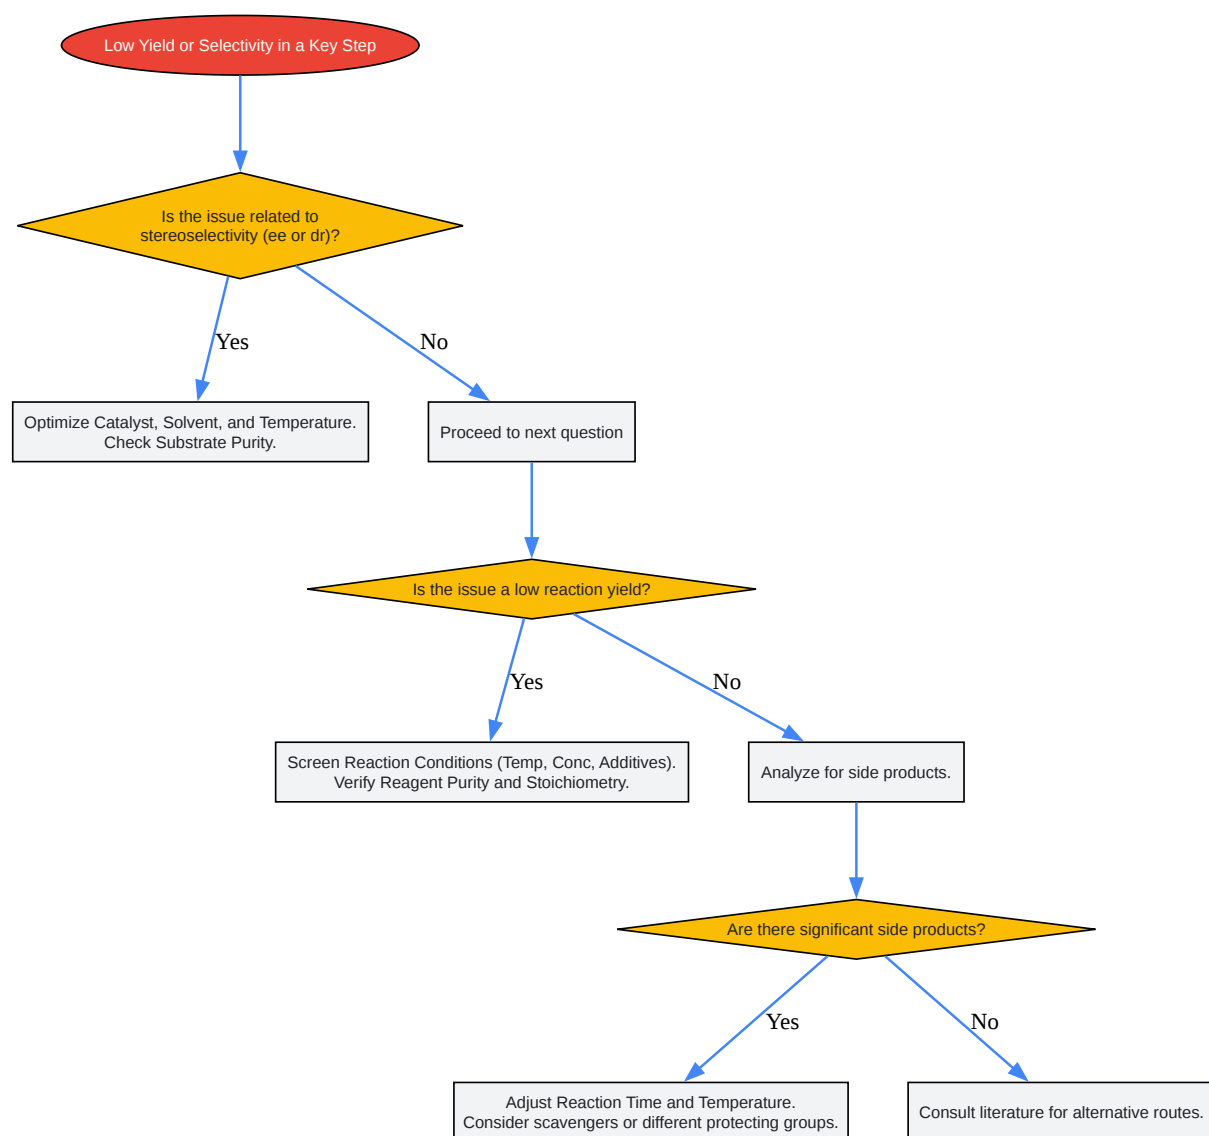 Low Yield or Selectivity in a Key Step
Is the issue related to
stereoselectivity (ee or dr)?
Yes
No
Optimize Catalyst, Solvent, and Temperature.
Check Substrate Purity.
Proceed to next question
Is the issue a low reaction yield?
Yes
No
Screen Reaction Conditions (Temp, Conc, Additives).
Verify Reagent Purity and Stoichiometry.
Analyze for side products.
Are there significant side products?
Yes
No
Adjust Reaction Time and Temperature.
Consider scavengers or different protecting groups.
Consult literature for alternative routes.